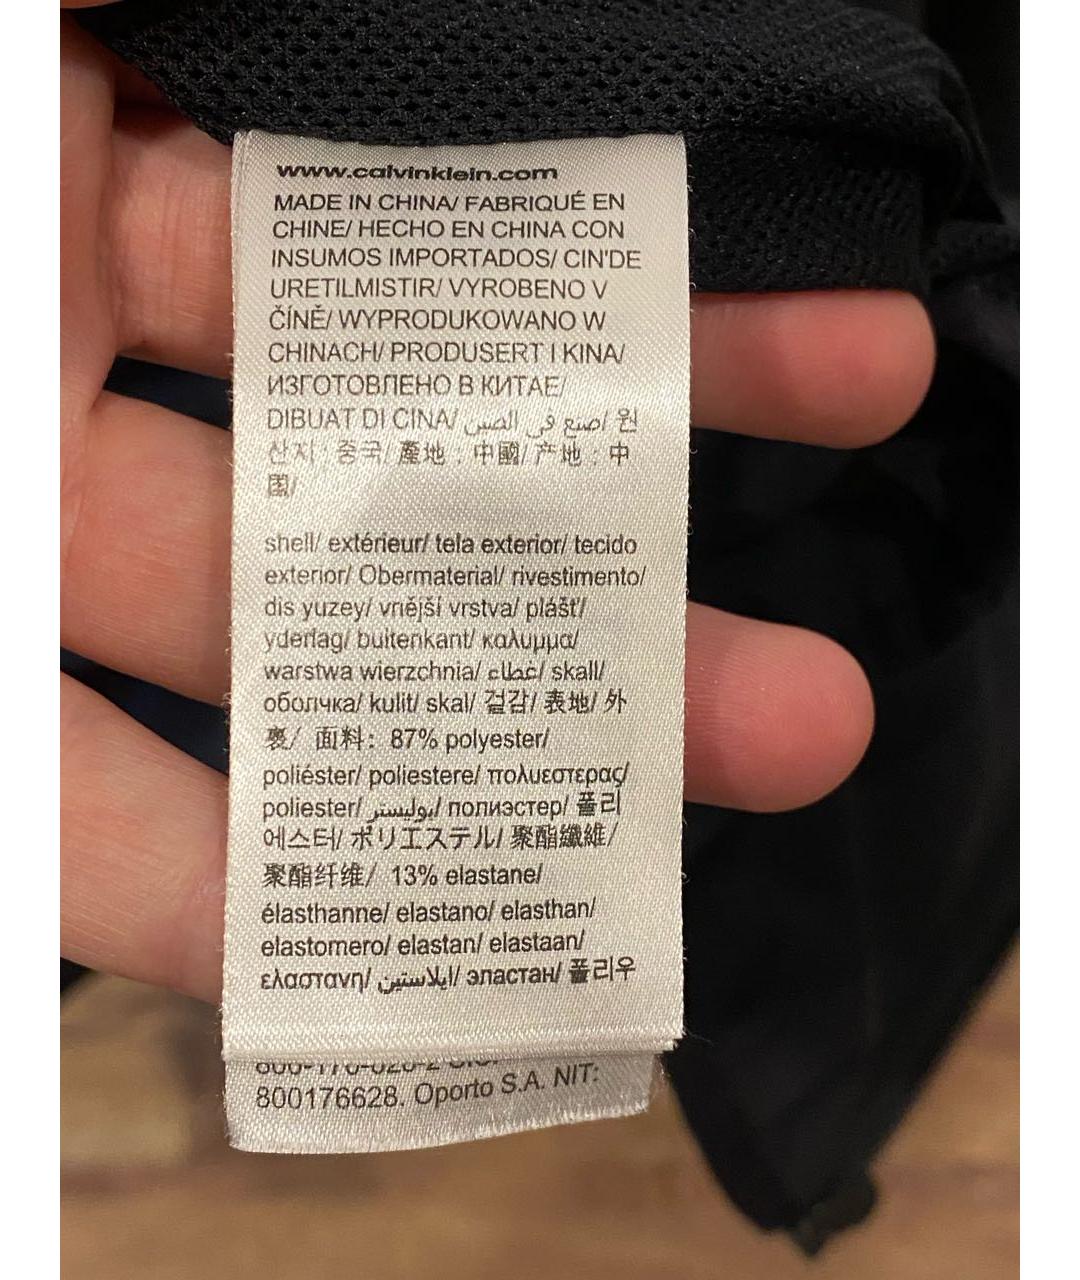 www.calvinklein.com
MADE IN CHINA/ FABRIQUÉ EN
CHINE/ HECHO EN CHINA CON
INSUMOS IMPORTADOS/ CIN'DE
URETILMISTIR/ VYROBENO V
ČÍNĚ/ WYPRODUKOWANO W
CHINACH/ PRODUSERT I KINA/
ИЗГОТОВЛЕНО В КИТАЕ/
DIBUAT DI CINA/ صنع في الصين/ 원
산지 : 중국/ 產地 : 中國/ 产地 : 中
国/
shell/ extérieur/ tela exterior/ tecido
exterior/ Obermaterial/ rivestimento/
dis yuzey/ vnější vrstva/ plášť/
yderlag/ buitenkant/ καλυμμα/
warstwa wierzchnia/ غطاء/ skall/
оболчка/ kulit/ skal/ 겉감/ 表地/ 外
裏/ 面料: 87% polyester/
poliéster/ poliestere/ πολυεστερας/
poliester/ بوليستر/ полиэстер/ 폴리
에스터/ ポリエステル/ 聚酯纖維/
聚酯纤维/ 13% elastane/
élasthanne/ elastano/ elasthan/
elastomero/ elastan/ elastaan/
ελαστανη/ إيلاستين/ эластан/ 폴리우
800176628. Oporto S.A. NIT: